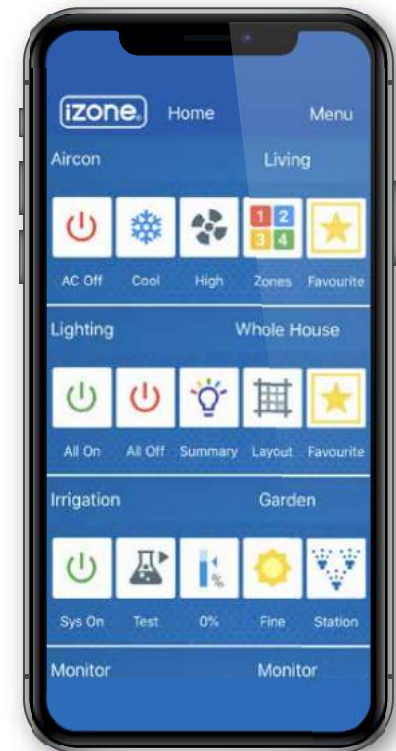 izone. Home Menu
Aircon Living
1 2
3 4
AC Off Cool High Zones Favourite
Lighting Whole House
All On All Off Summary Layout Favourite
Irrigation Garden
%
Sys On Test 0% Fine Station
Monitor Monitor